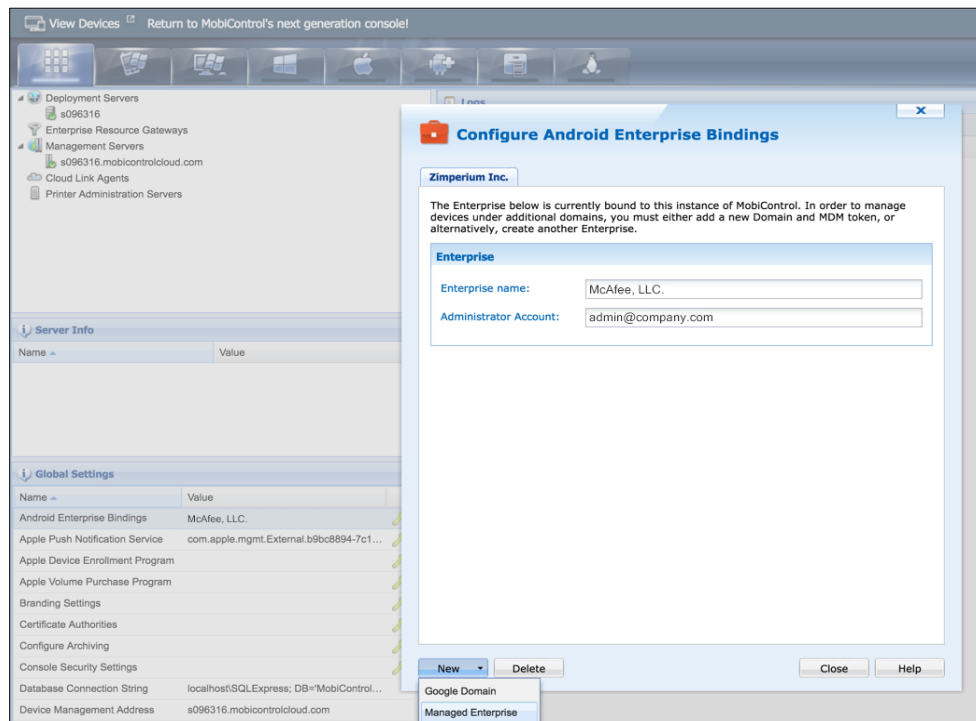 View Devices Return to MobiControl's next generation console!
Deployment Servers
s096316
Enterprise Resource Gateways
Management Servers
s096316.mobicontrolcloud.com
Cloud Link Agents
Printer Administration Servers
Logs
Configure Android Enterprise Bindings
Zimperium Inc.
The Enterprise below is currently bound to this instance of MobiControl. In order to manage
devices under additional domains, you must either add a new Domain and MDM token, or
alternatively, create another Enterprise.
Enterprise
Enterprise name: McAfee, LLC.
Administrator Account: admin@company.com
Server Info
Name Value
Global Settings
Name Value
Android Enterprise Bindings McAfee, LLC.
Apple Push Notification Service com.apple.mgmt.External.b9bc8894-7c1...
Apple Device Enrollment Program
Apple Volume Purchase Program
Branding Settings
Certificate Authorities
Configure Archiving
Console Security Settings
Database Connection String localhost\SQLExpress; DB='MobiControl...
Device Management Address s096316.mobicontrolcloud.com
New Delete Close Help
Google Domain
Managed Enterprise